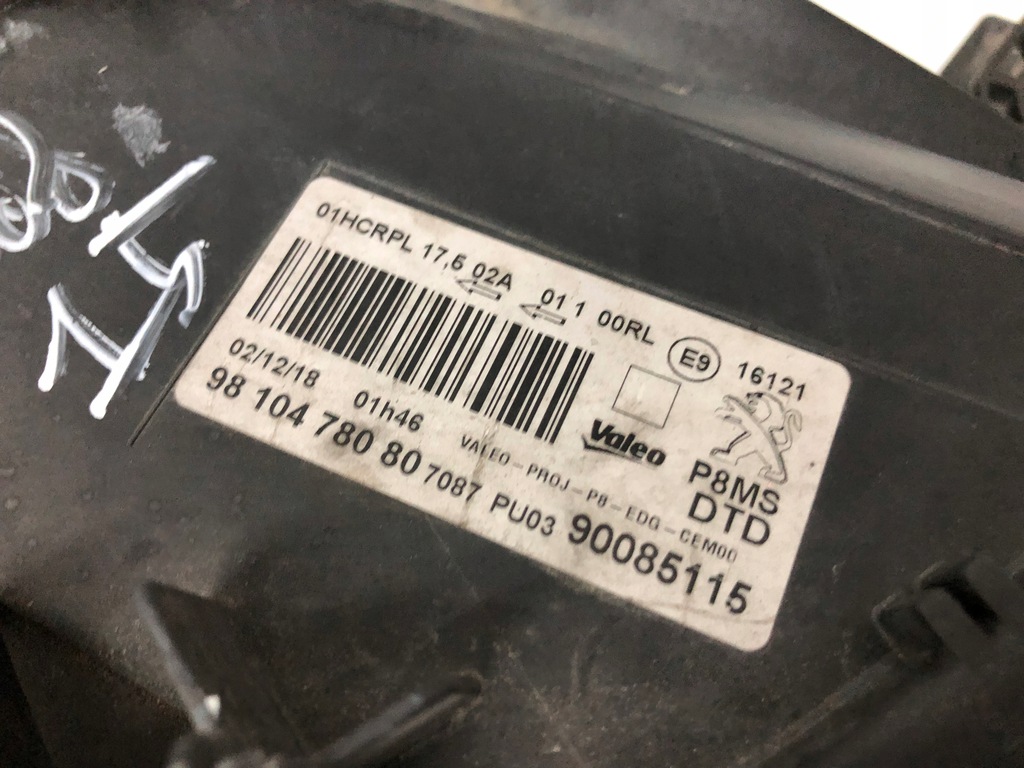 01HCRPL 17,5 02A 01 1 00RL E9 16121
02/12/18 01h46 Valeo
VALEO-PROJ-P8-EDG-CEM00
P8MS
DTD
98 104 780 80 7087 PU03 90085115